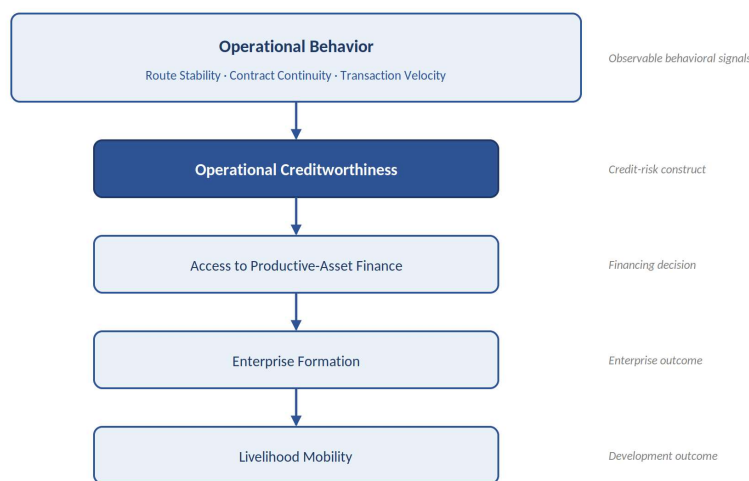 Operational Behavior
Route Stability · Contract Continuity · Transaction Velocity
Observable behavioral signals
Operational Creditworthiness
Credit-risk construct
Access to Productive-Asset Finance
Financing decision
Enterprise Formation
Enterprise outcome
Livelihood Mobility
Development outcome